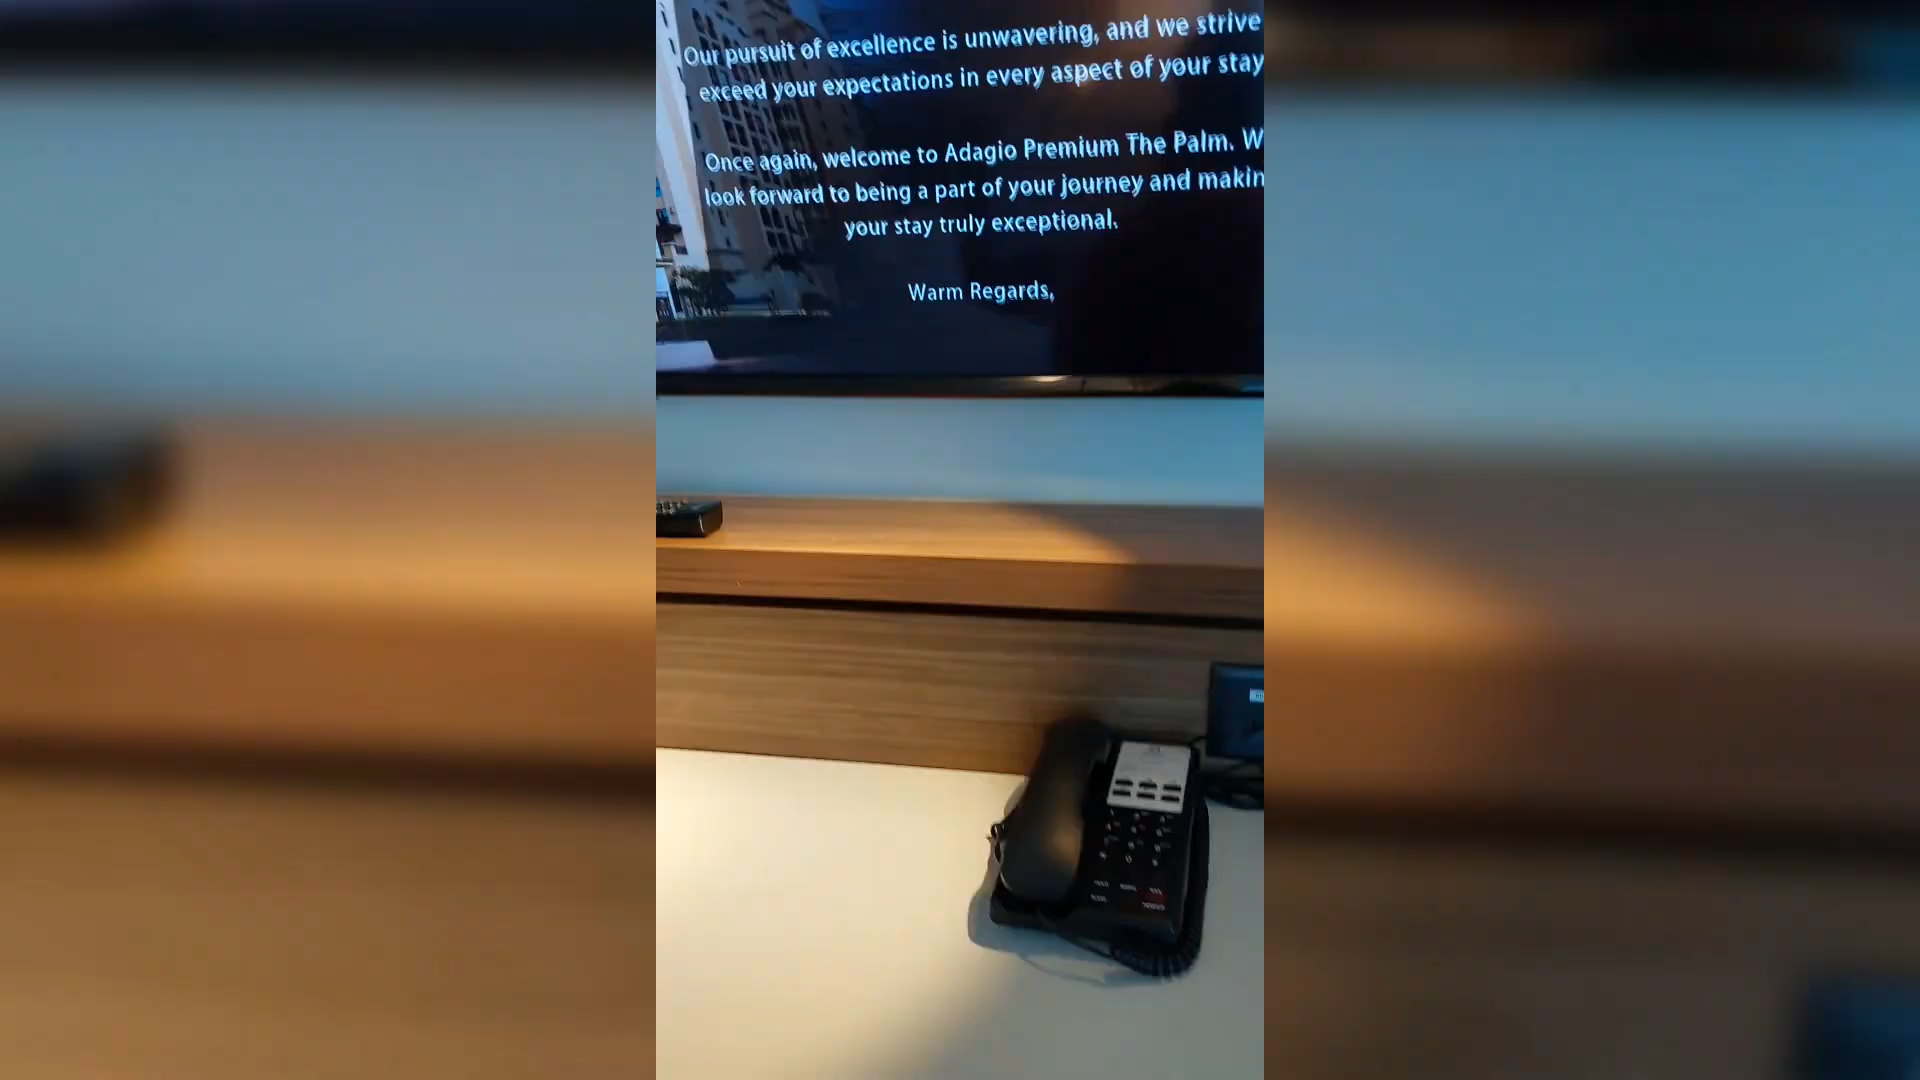 Our pursuit of excellence is unwavering, and we strive
exceed your expectations in every aspect of your stay
Once again, welcome to Adagio Premium The Palm. W
look forward to being a part of your journey and makin
your stay truly exceptional.
Warm Regards,